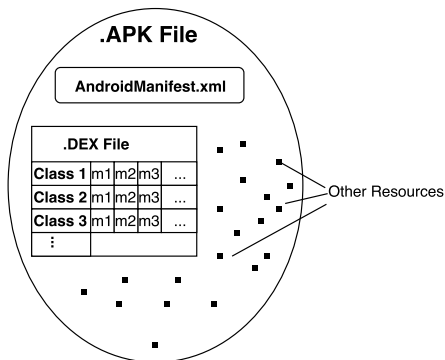 .APK File
AndroidManifest.xml
.DEX File
Class 1 m1 m2 m3 ...
Class 2 m1 m2 m3 ...
Class 3 m1 m2 m3 ...
⋮
Other Resources